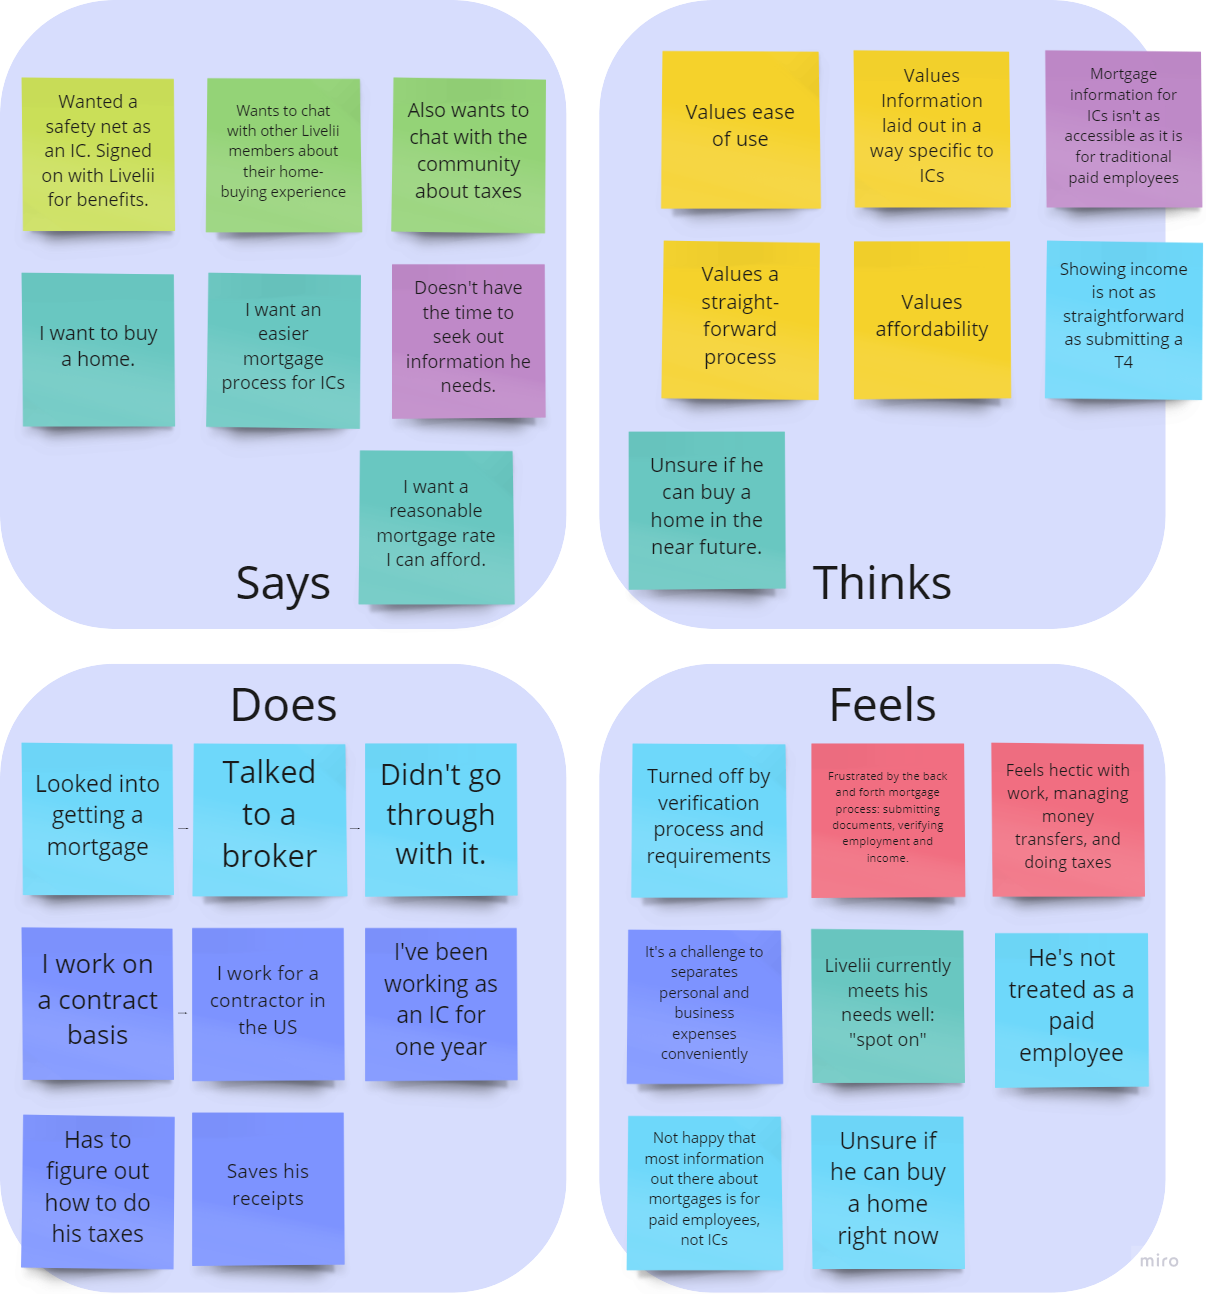 Wanted a
safety net as
an IC. Signed
on with Livelii
for benefits.
Wants to chat
with other Livelii
members about
their home-
buying experience
Also wants to
chat with the
community
about taxes
I want to buy
a home.
I want an
easier
mortgage
process for ICs
Doesn't have
the time to
seek out
information he
needs.
I want a
reasonable
mortgage rate
I can afford.
Says
Values ease
of use
Values
Information
laid out in a
way specific to
ICs
Mortgage
information for
ICs isn't as
accessible as it is
for traditional
paid employees
Values a
straight-
forward
process
Values
affordability
Showing income
is not as
straightforward
as submitting a
T4
Unsure if he
can buy a
home in the
near future.
Thinks
Does
Looked into
getting a
mortgage
Talked
to a
broker
Didn't go
through
with it.
I work on
a contract
basis
I work for a
contractor in
the US
I've been
working as
an IC for
one year
Has to
figure out
how to do
his taxes
Saves his
receipts
Feels
Turned off by
verification
process and
requirements
Frustrated by the back
and forth mortgage
process: submitting
documents, verifying
employment and
income.
Feels hectic with
work, managing
money
transfers, and
doing taxes
It's a challenge to
separates
personal and
business
expenses
conveniently
Livelii currently
meets his
needs well:
"spot on"
He's not
treated as a
paid
employee
Not happy that
most information
out there about
mortgages is for
paid employees,
not ICs
Unsure if
he can buy
a home
right now
miro